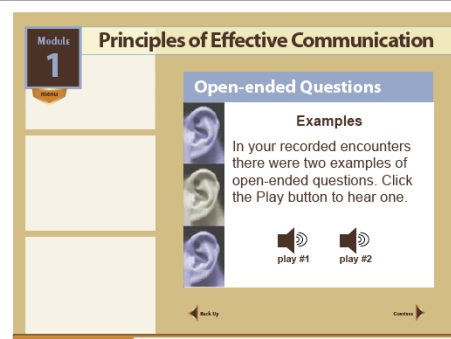 Module
1
menu
Principles of Effective Communication
Open-ended Questions
Examples
In your recorded encounters
there were two examples of
open-ended questions. Click
the Play button to hear one.
play #1 play #2
Back Up Continue